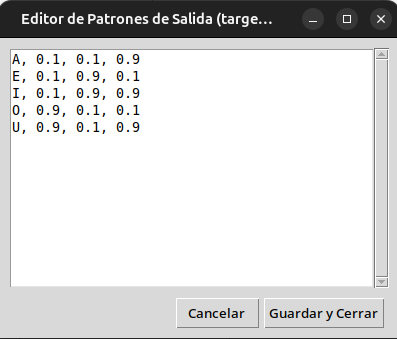 Editor de Patrones de Salida (targe...
A, 0.1, 0.1, 0.9
E, 0.1, 0.9, 0.1
I, 0.1, 0.9, 0.9
O, 0.9, 0.1, 0.1
U, 0.9, 0.1, 0.9
Cancelar
Guardar y Cerrar